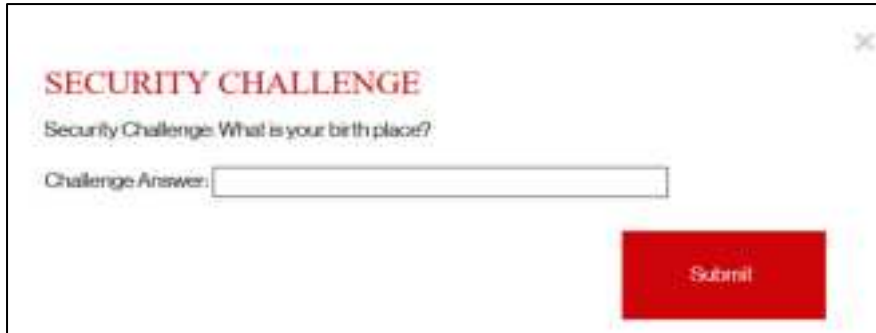 SECURITY CHALLENGE
Security Challenge: What is your birth place?
Challenge Answer:
Submit